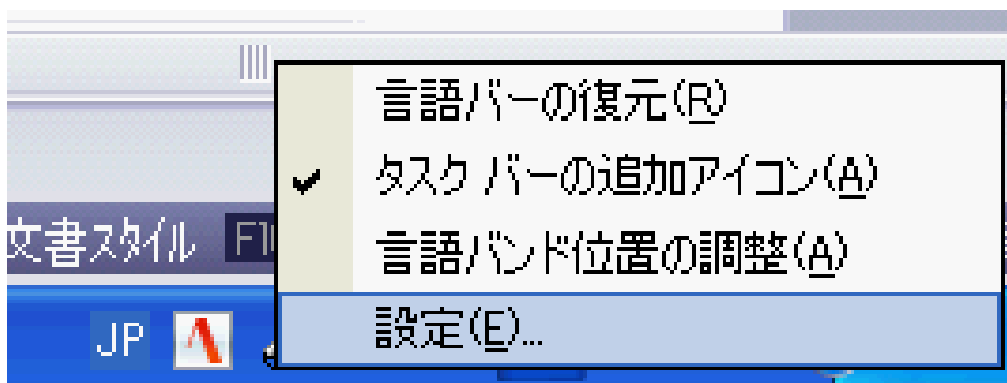 言語バーの復元(R)
タスク バーの追加アイコン(A)
言語バンド位置の調整(A)
設定(E)...
文書スタイル
JP